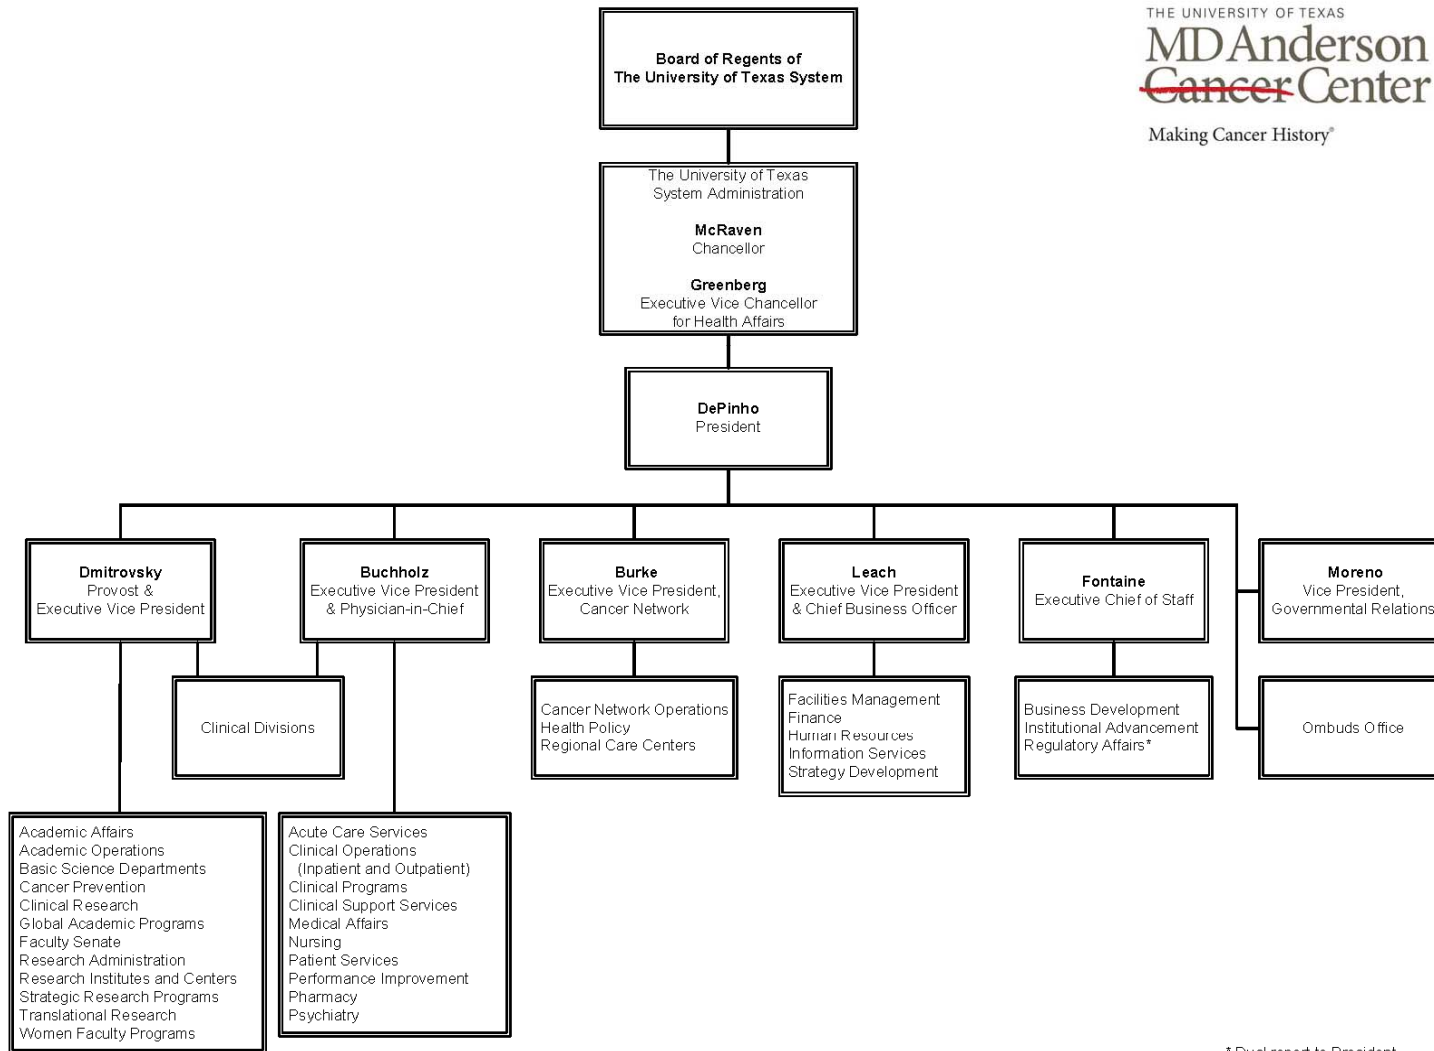 THE UNIVERSITY OF TEXAS
MD Anderson
Cancer Center
Making Cancer History®
Board of Regents of
The University of Texas System
The University of Texas
System Administration
McRaven
Chancellor
Greenberg
Executive Vice Chancellor
for Health Affairs
DePinho
President
Dmitrovsky
Provost &
Executive Vice President
Buchholz
Executive Vice President
& Physician-in-Chief
Burke
Executive Vice President,
Cancer Network
Leach
Executive Vice President
& Chief Business Officer
Fontaine
Executive Chief of Staff
Moreno
Vice President,
Governmental Relations
Clinical Divisions
Cancer Network Operations
Health Policy
Regional Care Centers
Facilities Management
Finance
Human Resources
Information Services
Strategy Development
Business Development
Institutional Advancement
Regulatory Affairs*
Ombuds Office
Academic Affairs
Academic Operations
Basic Science Departments
Cancer Prevention
Clinical Research
Global Academic Programs
Faculty Senate
Research Administration
Research Institutes and Centers
Strategic Research Programs
Translational Research
Women Faculty Programs
Acute Care Services
Clinical Operations
(Inpatient and Outpatient)
Clinical Programs
Clinical Support Services
Medical Affairs
Nursing
Patient Services
Performance Improvement
Pharmacy
Psychiatry
* Dual report to President